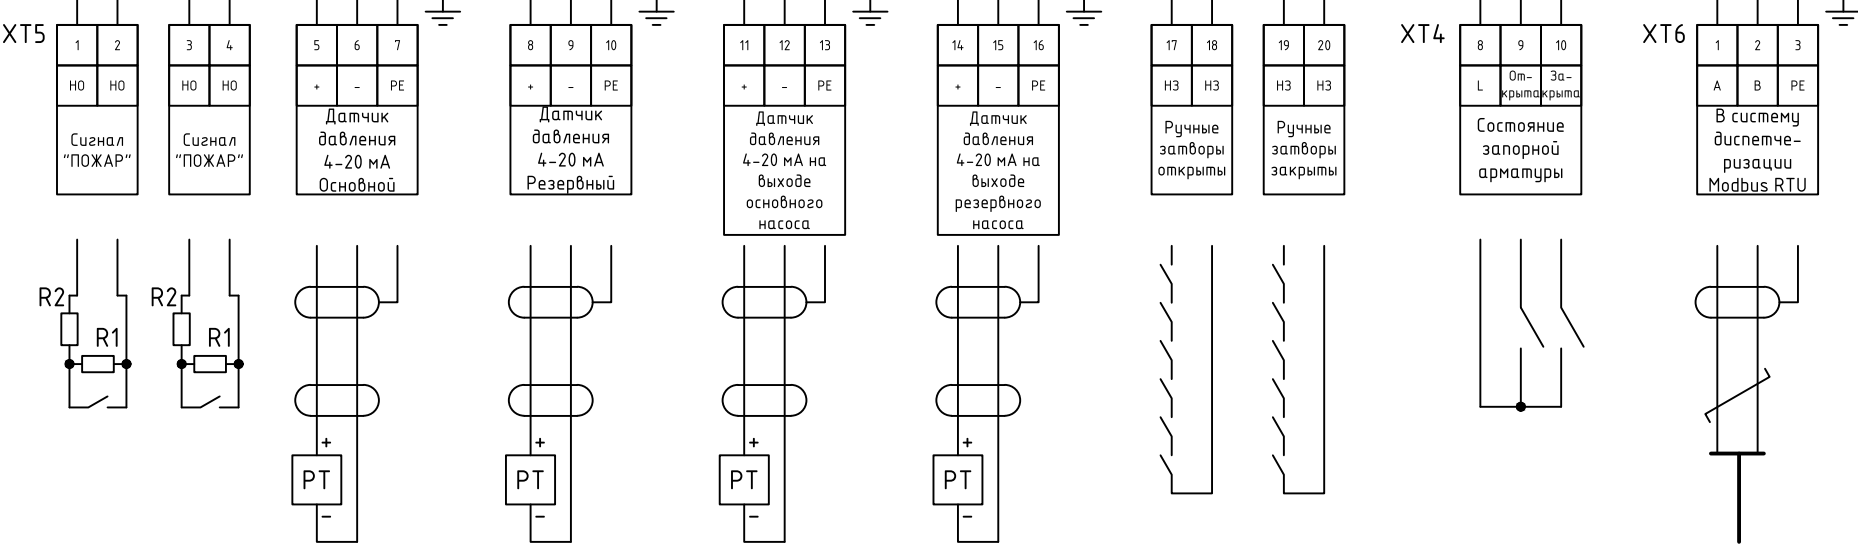 XT5
1 2
НО НО
Сигнал
"ПОЖАР"
3 4
НО НО
Сигнал
"ПОЖАР"
5 6 7
+ – PE
Датчик
давления
4–20 мА
Основной
8 9 10
+ – PE
Датчик
давления
4–20 мА
Резервный
11 12 13
+ – PE
Датчик
давления
4–20 мА на
выходе
основного
насоса
14 15 16
+ – PE
Датчик
давления
4–20 мА на
выходе
резервного
насоса
17 18
НЗ НЗ
Ручные
затворы
открыты
19 20
НЗ НЗ
Ручные
затворы
закрыты
XT4
8 9 10
L
От-
крыта
За-
крыта
Состояние
запорной
арматуры
XT6
1 2 3
A B PE
В систему
диспетче-
ризации
Modbus RTU
R2
R1
R2
R1
+
PT
–
+
PT
–
+
PT
–
+
PT
–